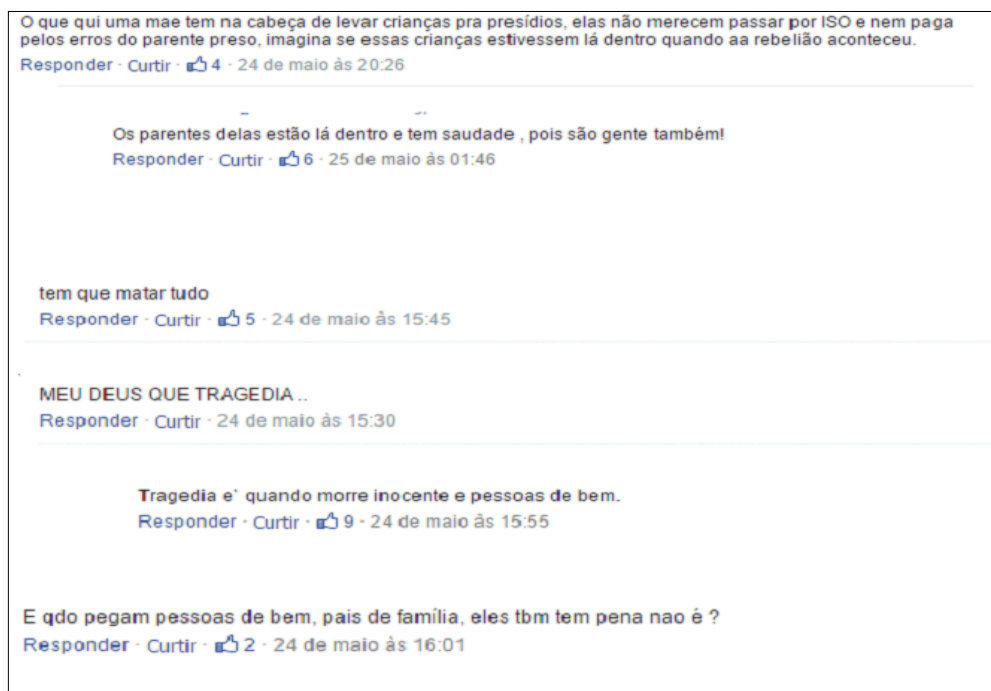 O que qui uma mae tem na cabeça de levar crianças pra presídios, elas não merecem passar por ISO e nem paga
pelos erros do parente preso, imagina se essas crianças estivessem lá dentro quando aa rebelião aconteceu.
Responder · Curtir · 4 · 24 de maio às 20:26
Os parentes delas estão lá dentro e tem saudade , pois são gente também!
Responder · Curtir · 6 · 25 de maio às 01:46
tem que matar tudo
Responder · Curtir · 5 · 24 de maio às 15:45
MEU DEUS QUE TRAGEDIA ..
Responder · Curtir · 24 de maio às 15:30
Tragedia e` quando morre inocente e pessoas de bem.
Responder · Curtir · 9 · 24 de maio às 15:55
E qdo pegam pessoas de bem, pais de família, eles tbm tem pena nao é ?
Responder · Curtir · 2 · 24 de maio às 16:01